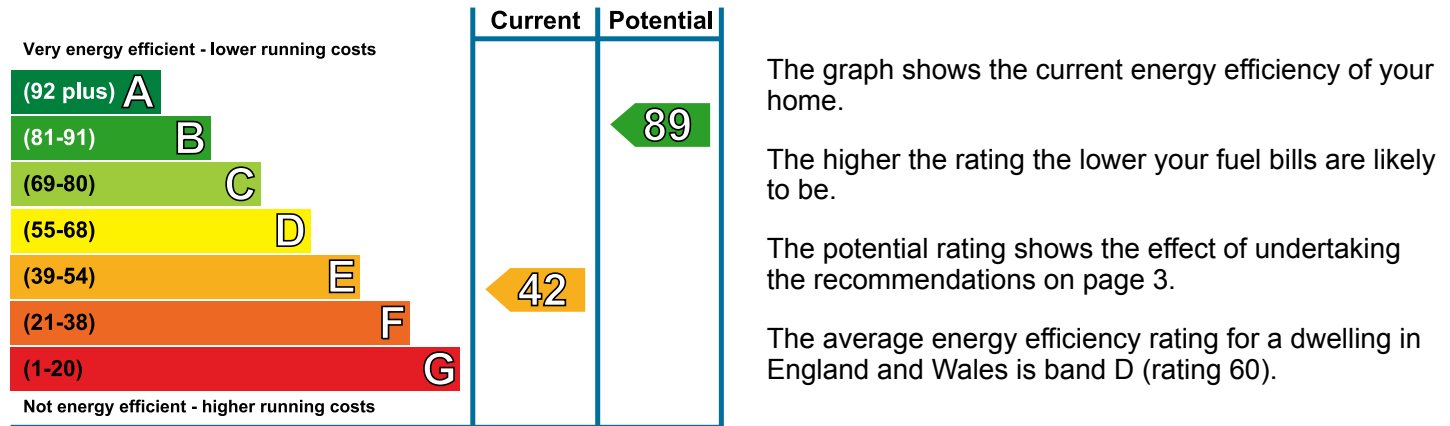 Current Potential
Very energy efficient - lower running costs
(92 plus) A
(81-91) B
89
(69-80) C
(55-68) D
(39-54) E
42
(21-38) F
(1-20) G
Not energy efficient - higher running costs
The graph shows the current energy efficiency of your
home.
The higher the rating the lower your fuel bills are likely
to be.
The potential rating shows the effect of undertaking
the recommendations on page 3.
The average energy efficiency rating for a dwelling in
England and Wales is band D (rating 60).